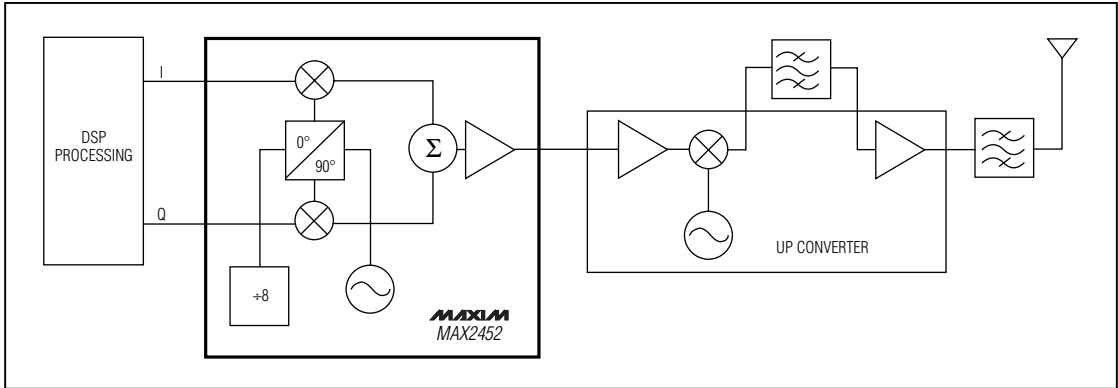 DSP
PROCESSING
I
Q
0°
90°
÷8
Σ
MAXIM
MAX2452
UP CONVERTER